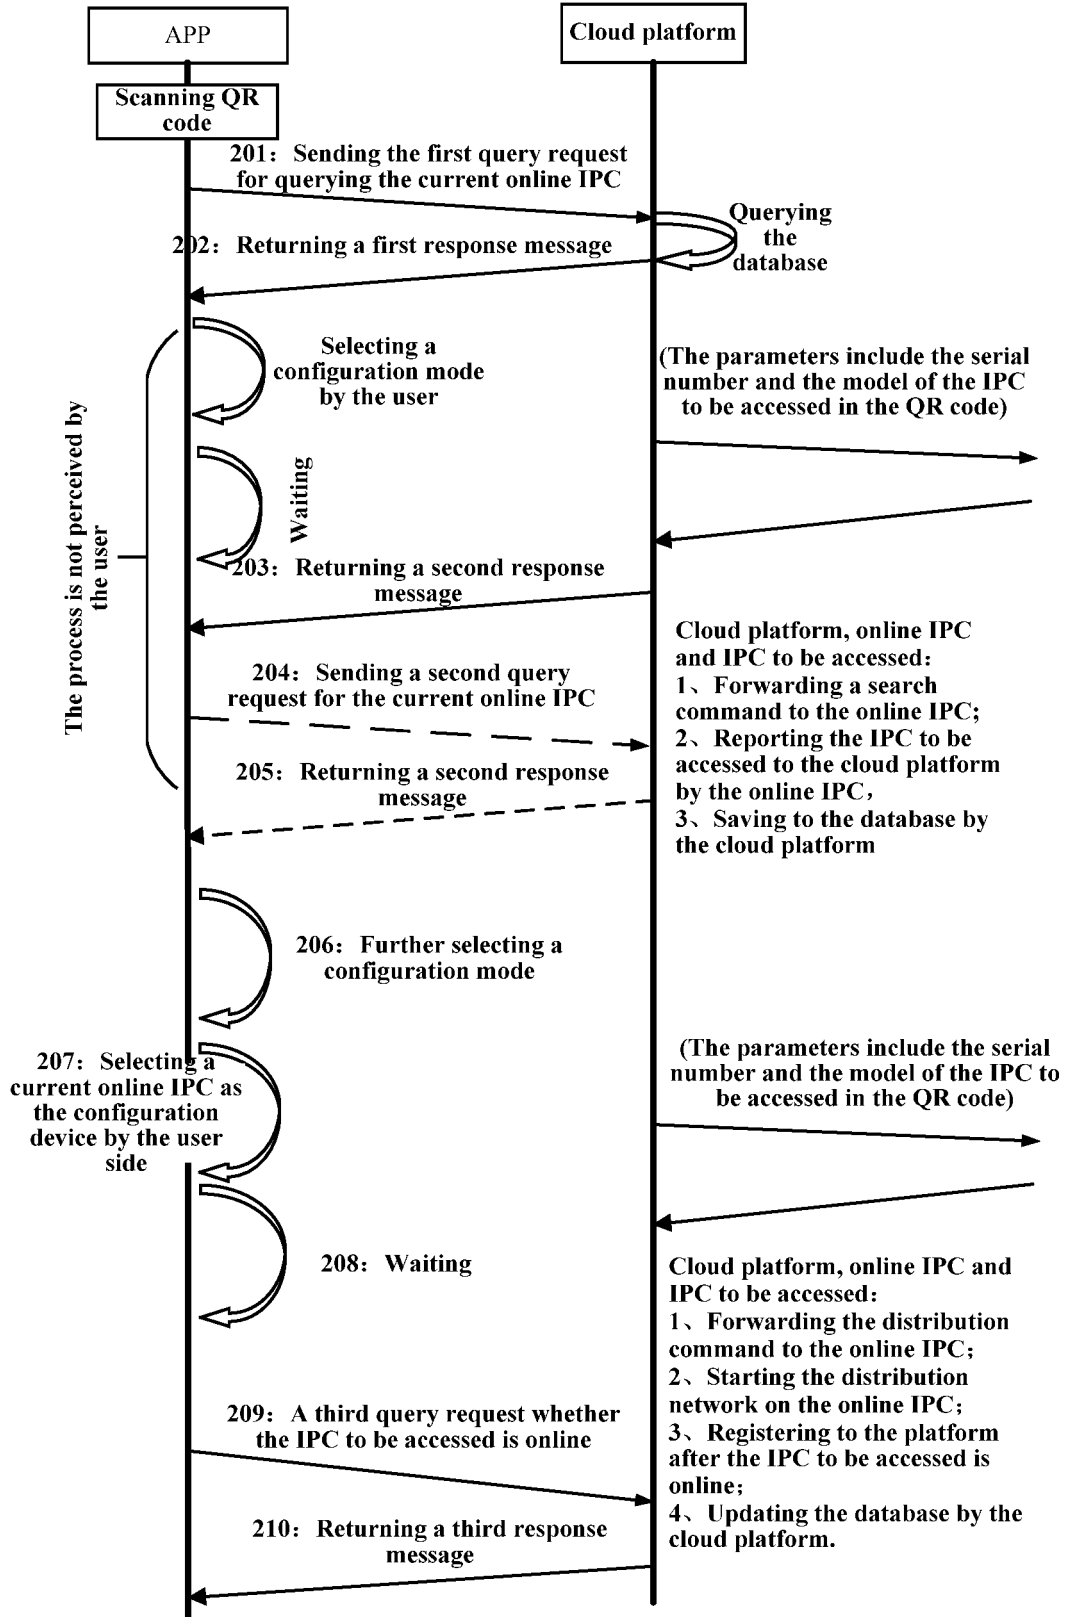 APP
Cloud platform
Scanning QR
code
201：Sending the first query request
for querying the current online IPC
Querying
the
database
202：Returning a first response message
Selecting a
configuration mode
by the user
(The parameters include the serial
number and the model of the IPC
to be accessed in the QR code)
The process is not perceived by
the user
Waiting
203：Returning a second response
message
Cloud platform, online IPC
and IPC to be accessed：
1、Forwarding a search
command to the online IPC；
2、Reporting the IPC to be
accessed to the cloud platform
by the online IPC，
3、Saving to the database by
the cloud platform
204：Sending a second query
request for the current online IPC
205：Returning a second response
message
206：Further selecting a
configuration mode
207：Selecting a
current online IPC as
the configuration
device by the user
side
(The parameters include the serial
number and the model of the IPC to
be accessed in the QR code)
208：Waiting
Cloud platform, online IPC and
IPC to be accessed：
1、Forwarding the distribution
command to the online IPC；
2、Starting the distribution
network on the online IPC；
3、Registering to the platform
after the IPC to be accessed is
online；
4、Updating the database by the
cloud platform.
209：A third query request whether
the IPC to be accessed is online
210：Returning a third response
message